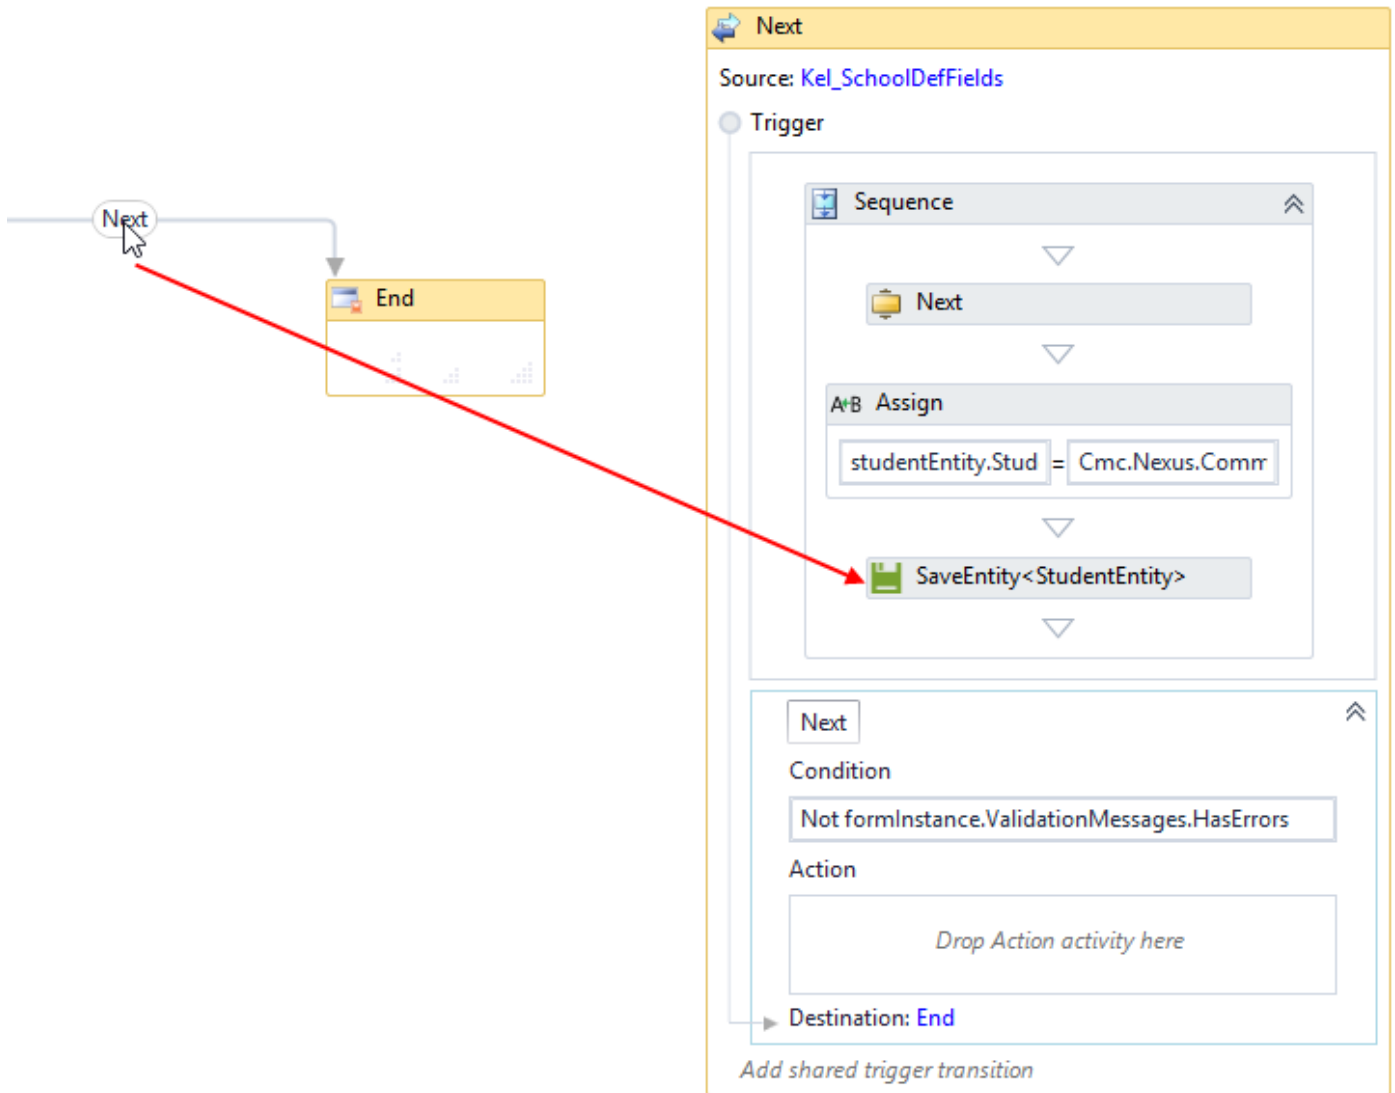 Next
End
Next
Source: Kel_SchoolDefFields
Trigger
Sequence
Next
A+B Assign
studentEntity.Stud = Cmc.Nexus.Comm
SaveEntity<StudentEntity>
Next
Condition
Not formInstance.ValidationMessages.HasErrors
Action
Drop Action activity here
Destination: End
Add shared trigger transition